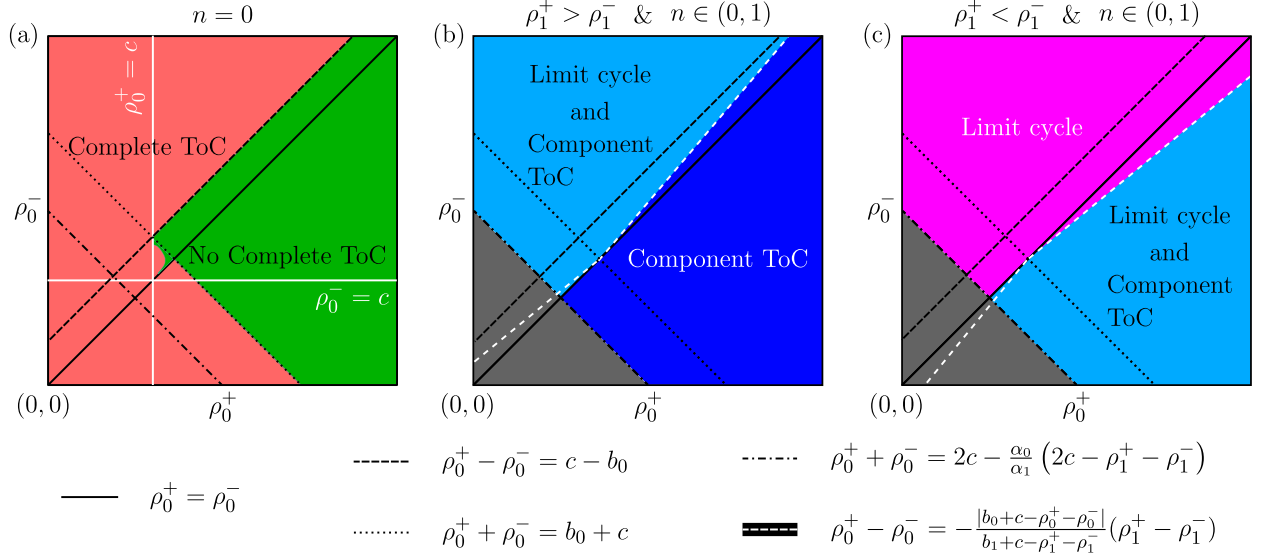 n = 0
ρ₁⁺ > ρ₁⁻ & n ∈ (0, 1)
ρ₁⁺ < ρ₁⁻ & n ∈ (0, 1)
(a)
ρ₀⁺ = c
Complete ToC
No Complete ToC
ρ₀⁻ = c
ρ₀⁻
(0, 0)
ρ₀⁺
(b)
Limit cycle
and
Component
ToC
Component ToC
ρ₀⁻
(0, 0)
ρ₀⁺
(c)
Limit cycle
Limit cycle
and
Component
ToC
ρ₀⁻
(0, 0)
ρ₀⁺
ρ₀⁺ = ρ₀⁻
ρ₀⁺ − ρ₀⁻ = c − b₀
ρ₀⁺ + ρ₀⁻ = b₀ + c
ρ₀⁺ + ρ₀⁻ = 2c − α₀/α₁ (2c − ρ₁⁺ − ρ₁⁻)
ρ₀⁺ − ρ₀⁻ = − |b₀+c−ρ₀⁺−ρ₀⁻| / b₁+c−ρ₁⁺−ρ₁⁻ (ρ₁⁺ − ρ₁⁻)